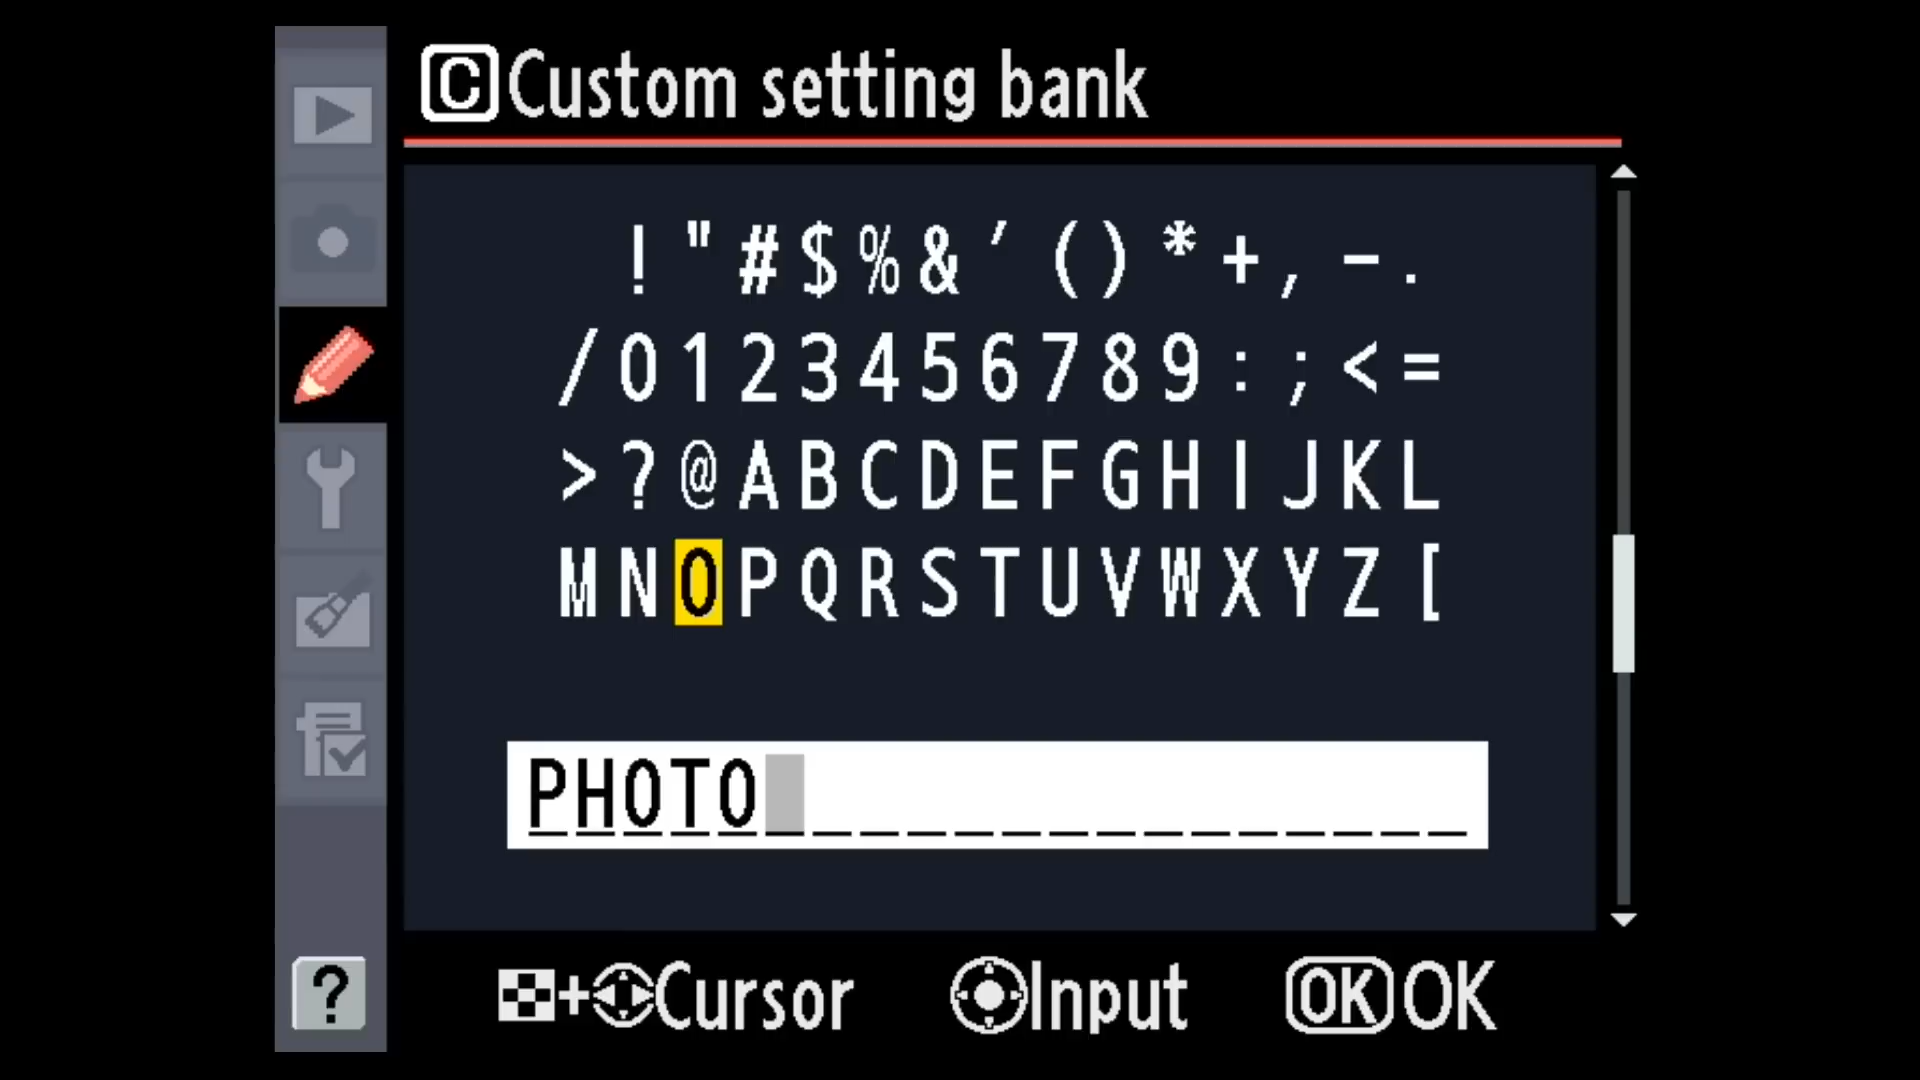 C Custom setting bank
! " # $ % & ' ( ) * + , - .
/ 0 1 2 3 4 5 6 7 8 9 : ; < =
> ? @ A B C D E F G H I J K L
M N O P Q R S T U V W X Y Z [
PHOTO
? + Cursor Input OK OK